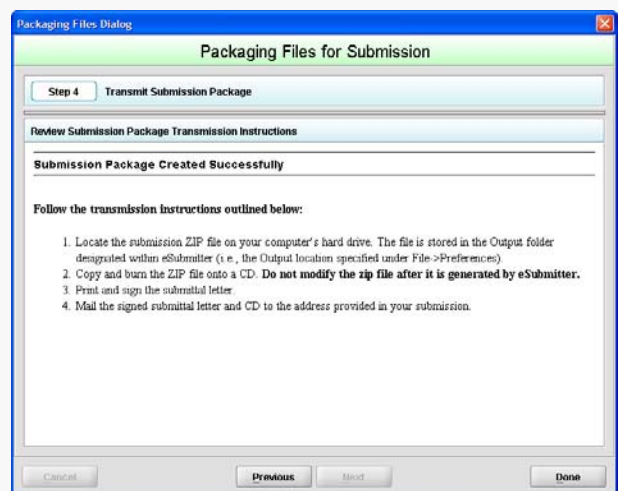 Packaging Files Dialog
Packaging Files for Submission
Step 4 Transmit Submission Package
Review Submission Package Transmission Instructions
Submission Package Created Successfully
Follow the transmission instructions outlined below:
1. Locate the submission ZIP file on your computer's hard drive. The file is stored in the Output folder
designated within eSubmitter (i.e., the Output location specified under File->Preferences).
2. Copy and burn the ZIP file onto a CD. Do not modify the zip file after it is generated by eSubmitter.
3. Print and sign the submittal letter.
4. Mail the signed submittal letter and CD to the address provided in your submission.
Cancel Previous Next Done